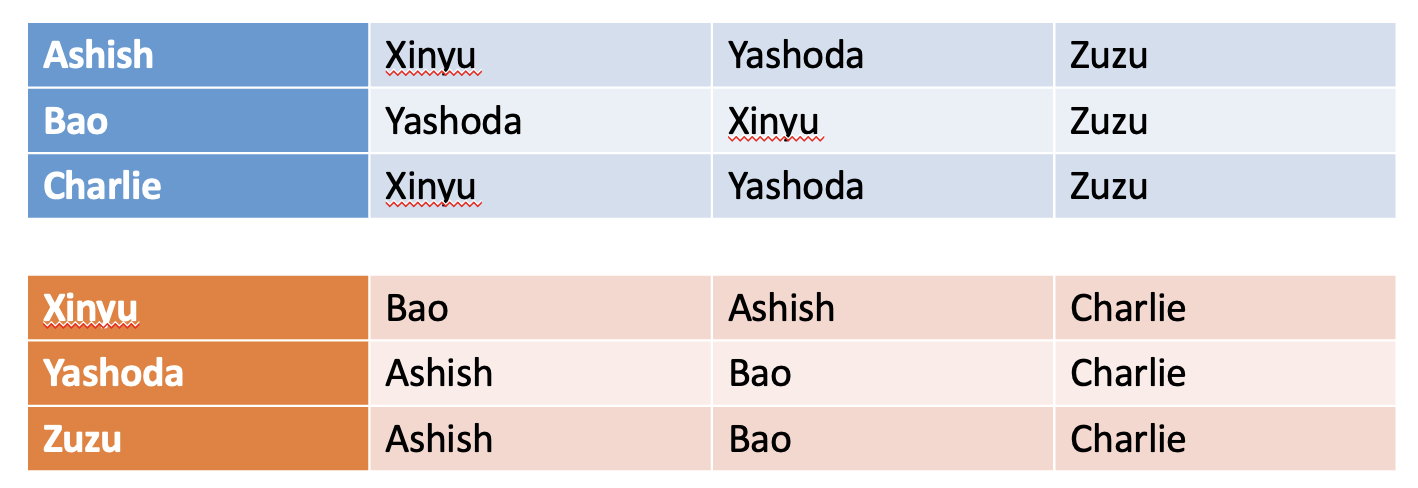 Ashish Xinyu Yashoda Zuzu
Bao Yashoda Xinyu Zuzu
Charlie Xinyu Yashoda Zuzu
Xinyu Bao Ashish Charlie
Yashoda Ashish Bao Charlie
Zuzu Ashish Bao Charlie